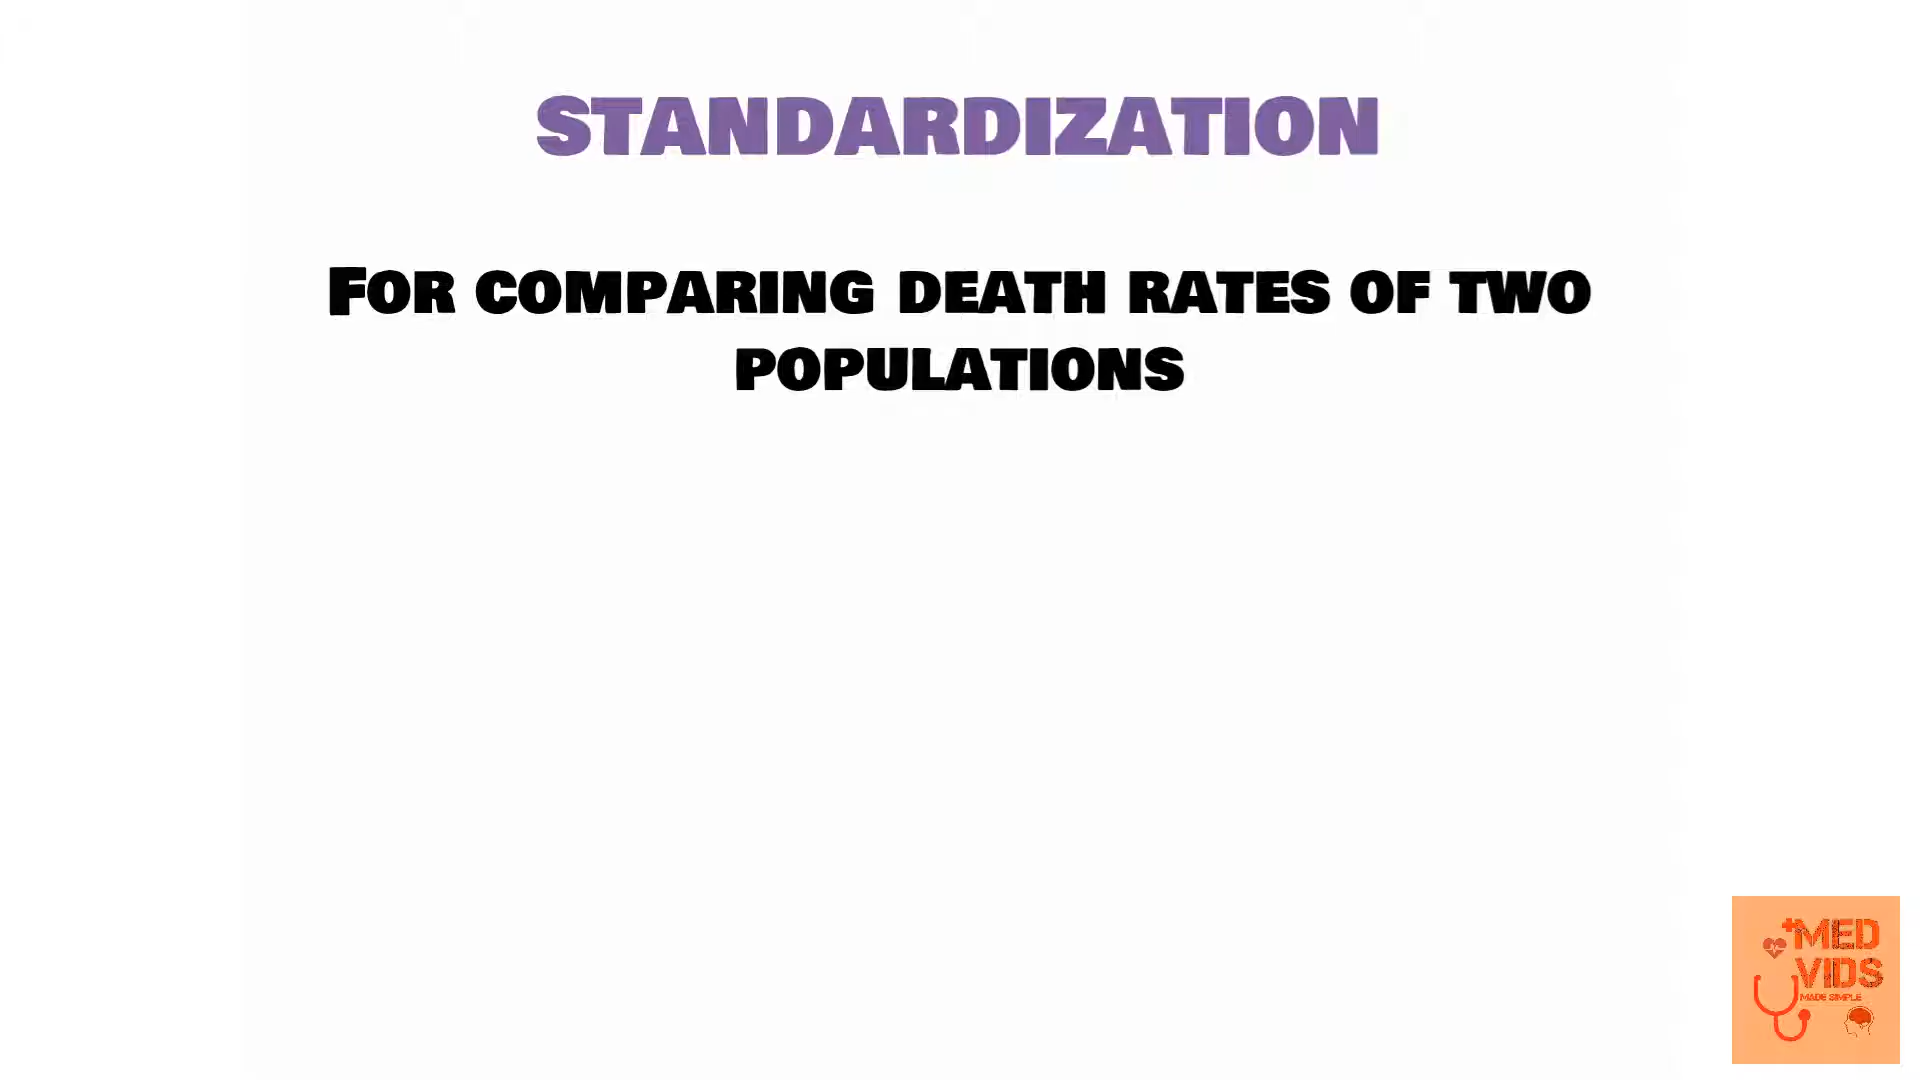 STANDARDIZATION
FOR COMPARING DEATH RATES OF TWO
POPULATIONS
MED
VIDS
MADE SIMPLE